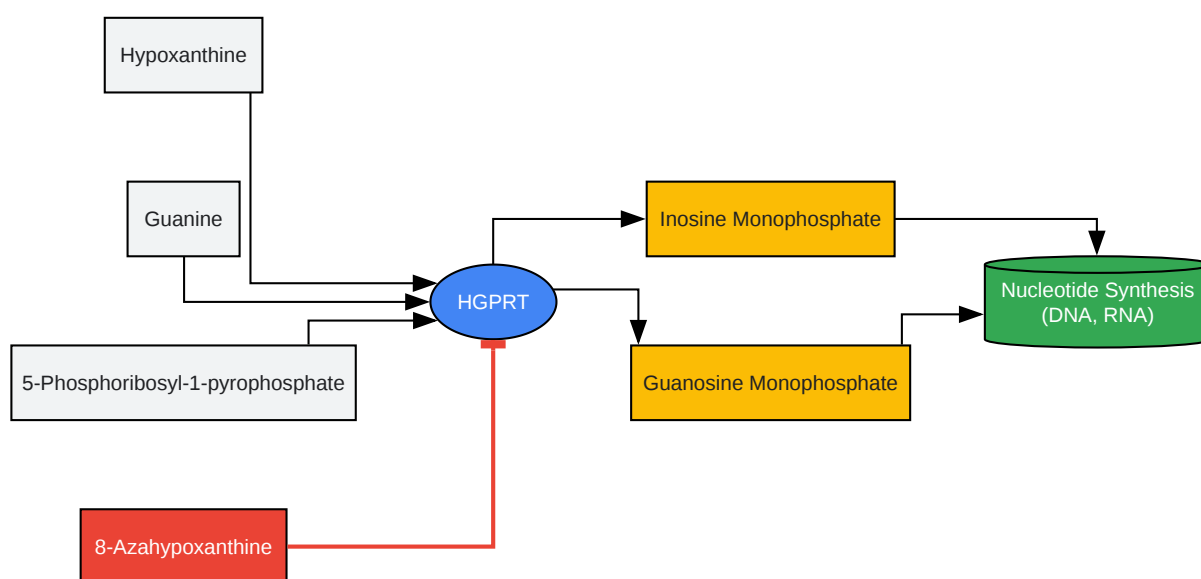 Hypoxanthine
Guanine
Inosine Monophosphate
HGPRT
Nucleotide Synthesis
(DNA, RNA)
5-Phosphoribosyl-1-pyrophosphate
Guanosine Monophosphate
8-Azahypoxanthine